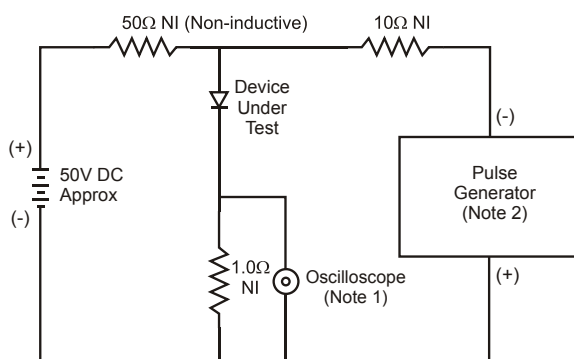 50Ω NI (Non-inductive)
10Ω NI
Device
Under
Test
(-)
(+)
50V DC
Approx
(-)
Pulse
Generator
(Note 2)
1.0Ω
NI
Oscilloscope
(Note 1)
(+)